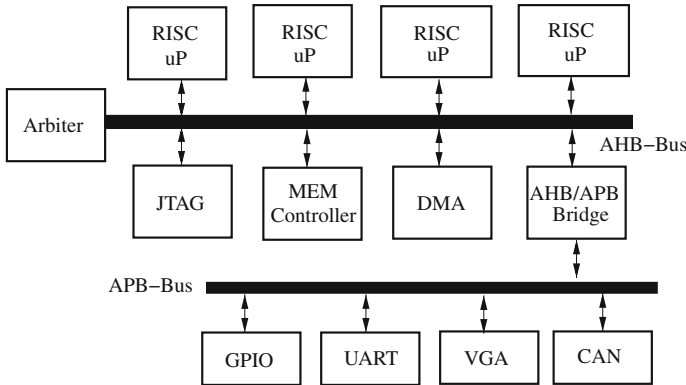 RISC
uP
RISC
uP
RISC
uP
RISC
uP
Arbiter
AHB–Bus
JTAG
MEM
Controller
DMA
AHB/APB
Bridge
APB–Bus
GPIO
UART
VGA
CAN